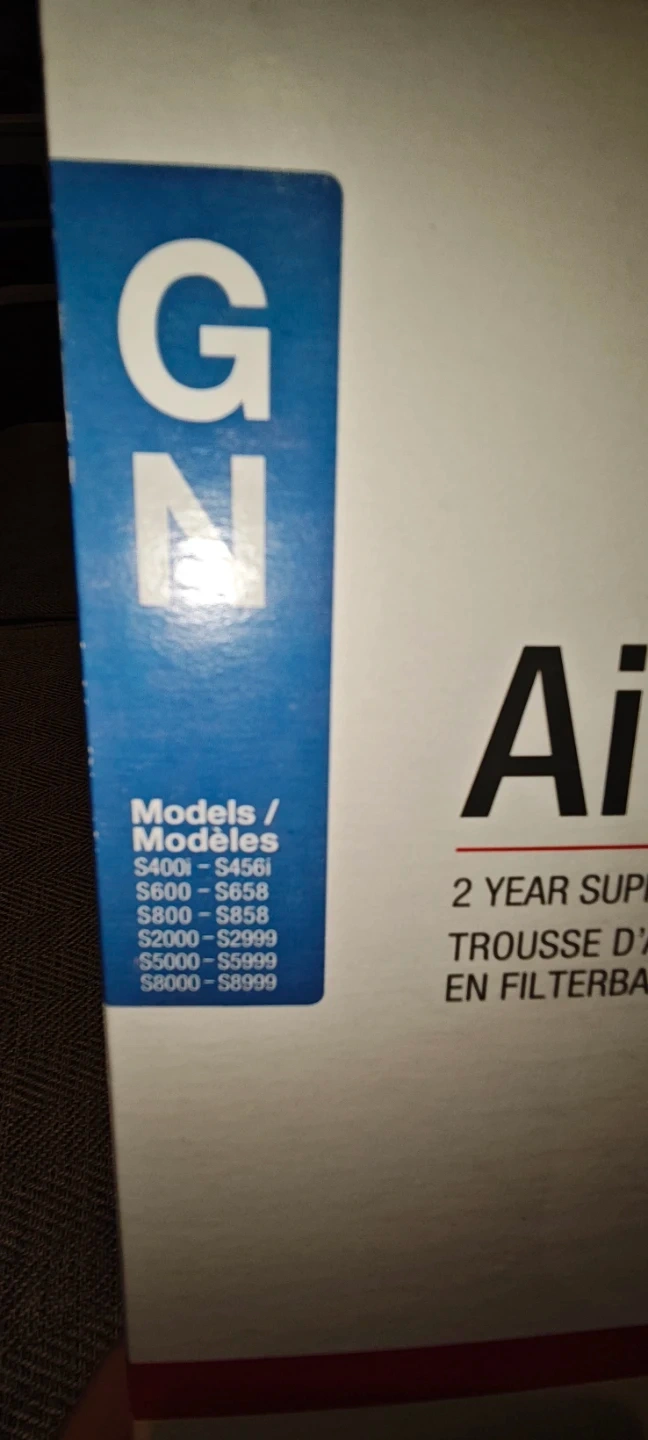 G
N
Models /
Modèles
S400i - S456i
S600 - S658
S800 - S858
S2000 - S2999
S5000 - S5999
S8000 - S8999
Ai
2 YEAR SUP
TROUSSE D'
EN FILTERBA